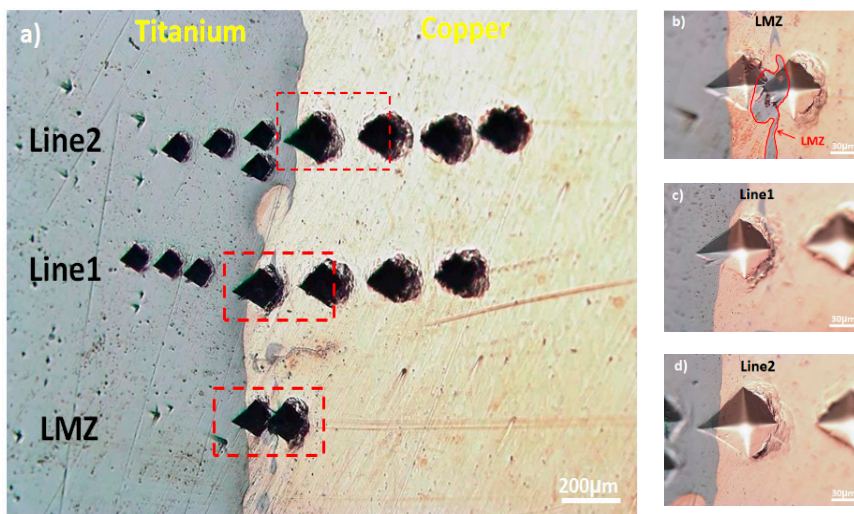 a)
Titanium
Copper
Line2
Line1
LMZ
200μm
b)
LMZ
LMZ
30μm
c)
Line1
30μm
d)
Line2
30μm